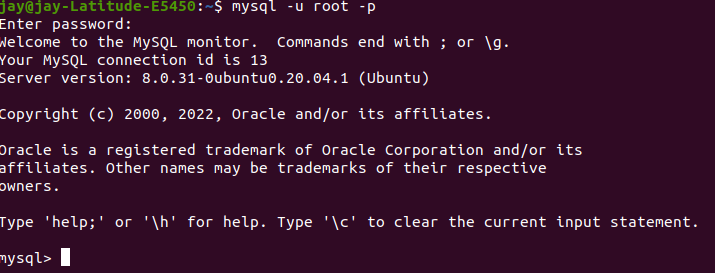 jay@jay-Latitude-E5450:~$ mysql -u root -p
Enter password:
Welcome to the MySQL monitor.  Commands end with ; or \g.
Your MySQL connection id is 13
Server version: 8.0.31-0ubuntu0.20.04.1 (Ubuntu)
Copyright (c) 2000, 2022, Oracle and/or its affiliates.
Oracle is a registered trademark of Oracle Corporation and/or its
affiliates. Other names may be trademarks of their respective
owners.
Type 'help;' or '\h' for help. Type '\c' to clear the current input statement.
mysql>